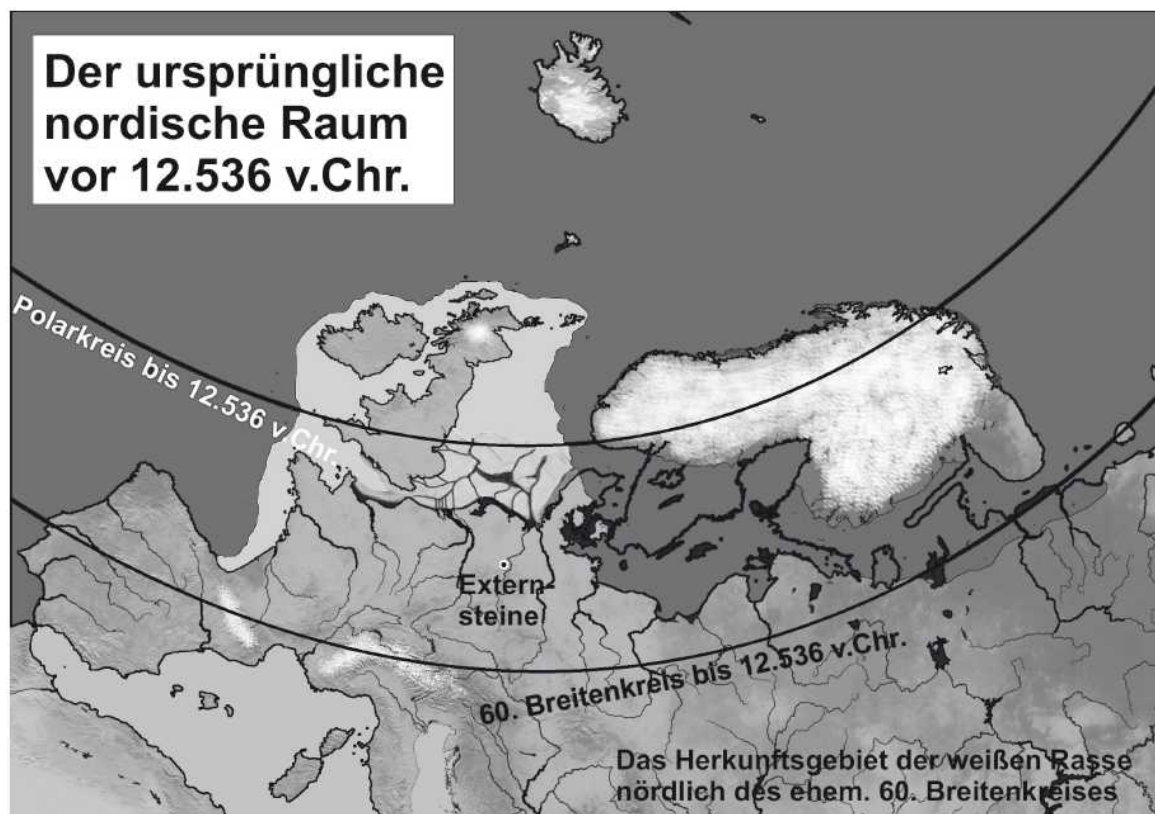 Der ursprüngliche
nordische Raum
vor 12.536 v.Chr.
Polarkreis bis 12.536 v.Chr.
Extern-
steine
60. Breitenkreis bis 12.536 v.Chr.
Das Herkunftsgebiet der weißen Rasse
nördlich des ehem. 60. Breitenkreises